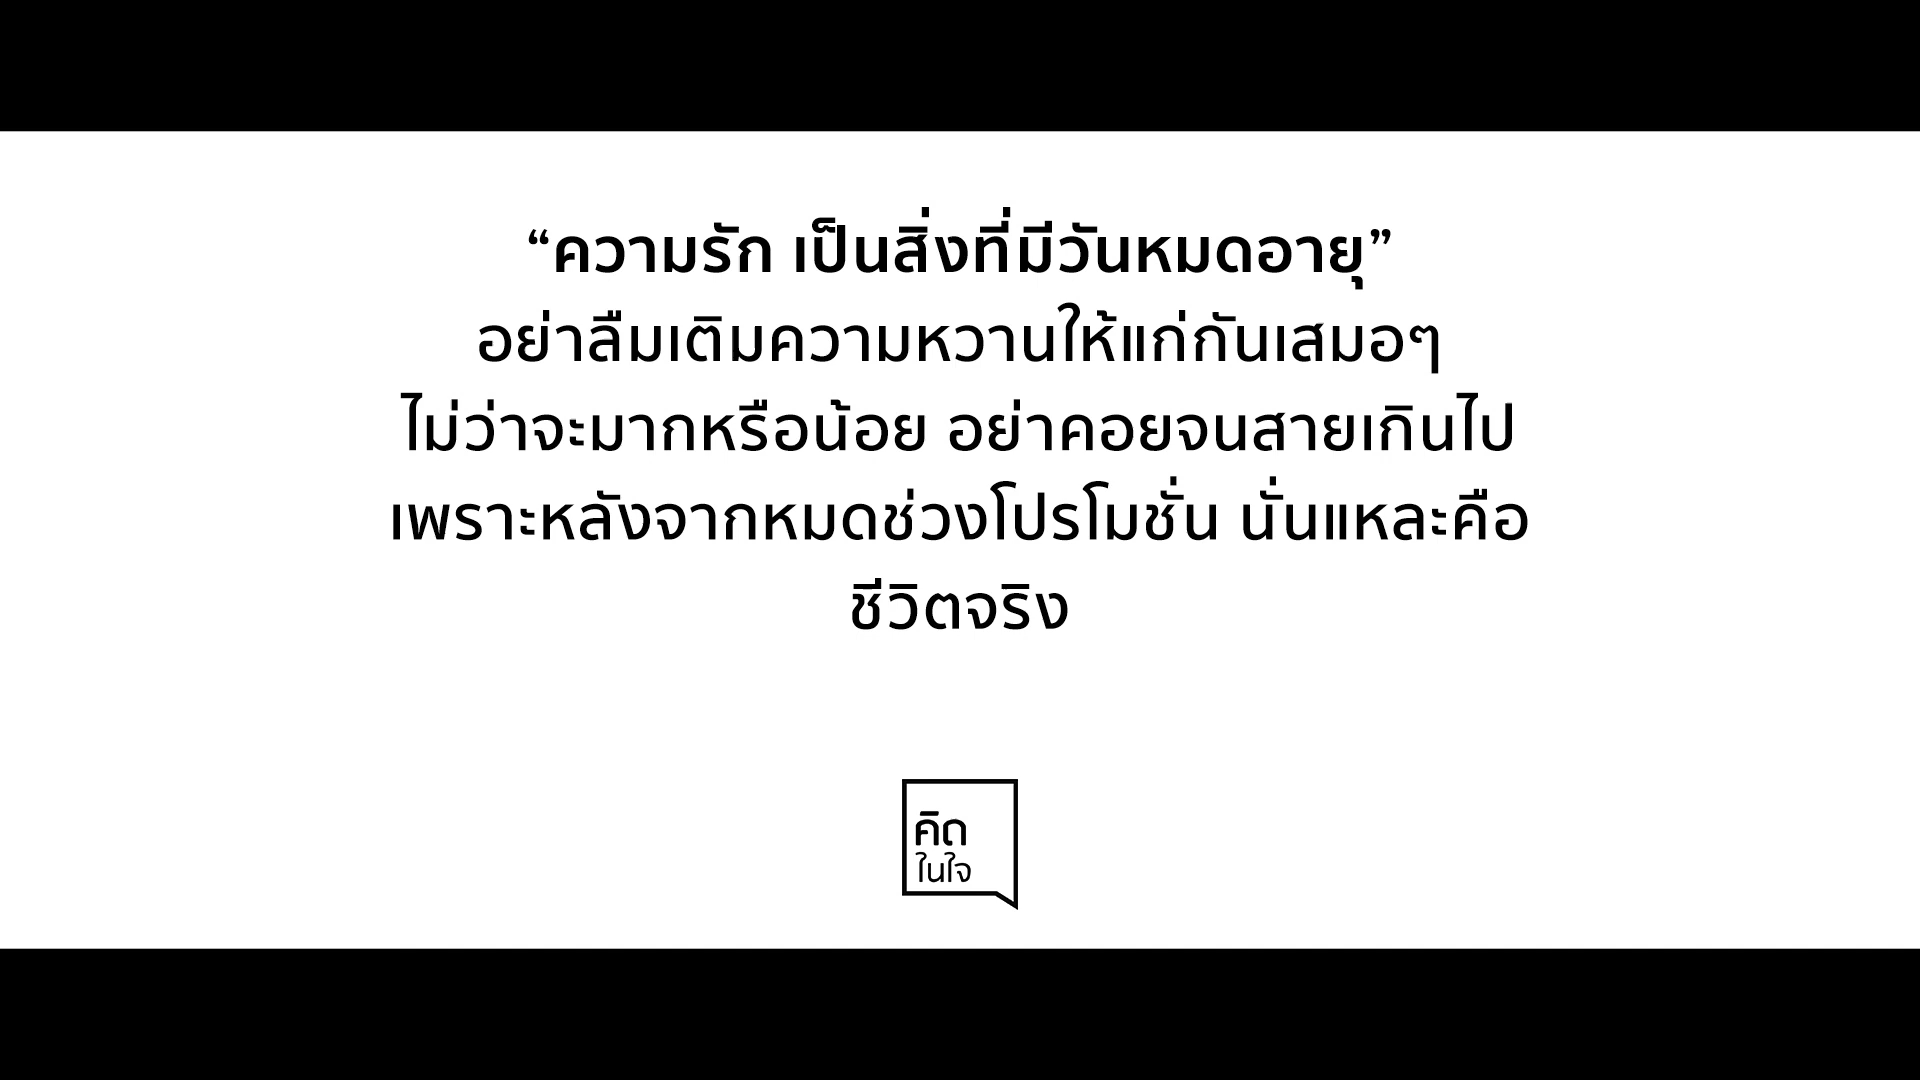 “ความรัก เป็นสิ่งที่มีวันหมดอายุ”
อย่าลืมเติมความหวานให้แก่กันเสมอๆ
ไม่ว่าจะมากหรือน้อย อย่าคอยจนสายเกินไป
เพราะหลังจากหมดช่วงโปรโมชั่น นั่นแหละคือ
ชีวิตจริง
คิด
ในใจ